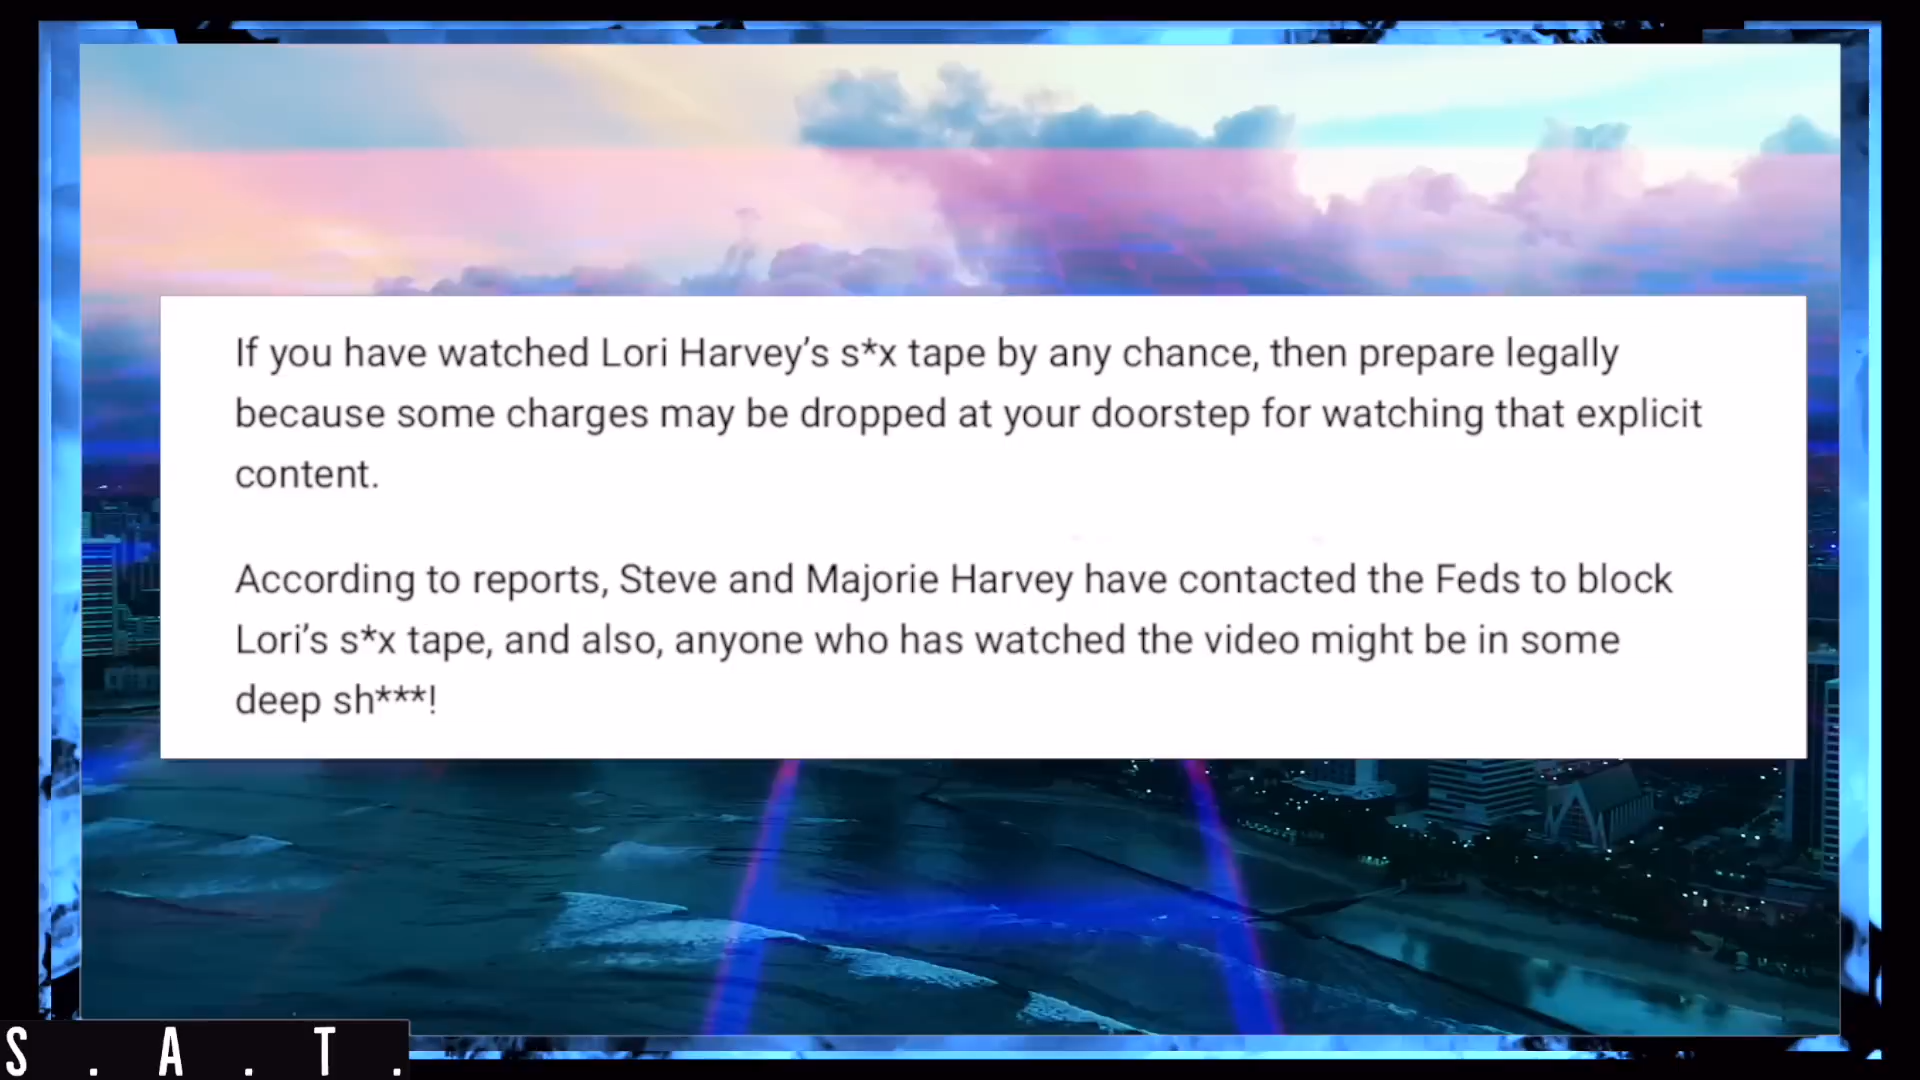 If you have watched Lori Harvey’s s*x tape by any chance, then prepare legally
because some charges may be dropped at your doorstep for watching that explicit
content.
According to reports, Steve and Majorie Harvey have contacted the Feds to block
Lori’s s*x tape, and also, anyone who has watched the video might be in some
deep sh***!
S . A . T .